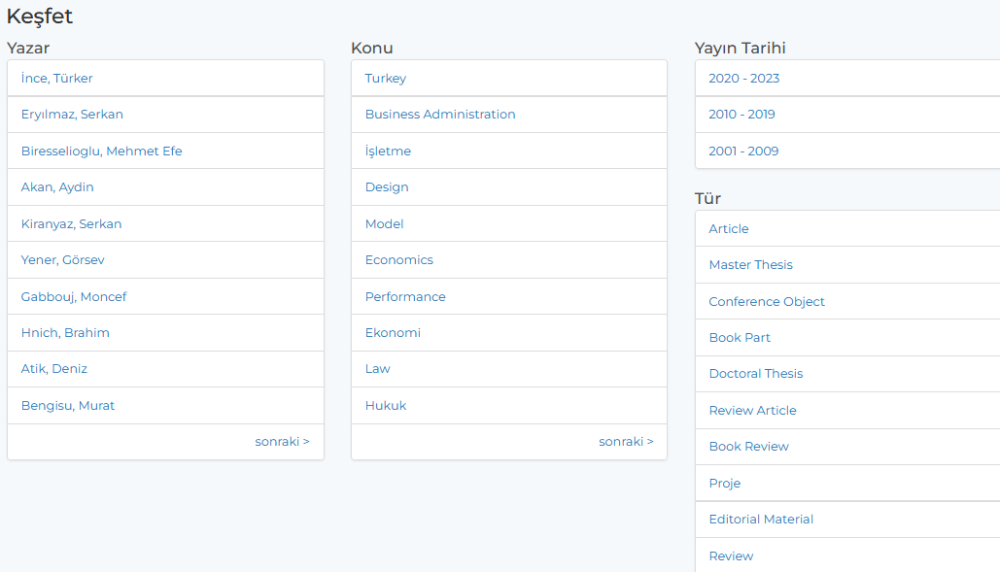 Keşfet
Yazar
İnce, Türker
Eryılmaz, Serkan
Biresselioglu, Mehmet Efe
Akan, Aydin
Kiranyaz, Serkan
Yener, Görsev
Gabbouj, Moncef
Hnich, Brahim
Atik, Deniz
Bengisu, Murat
sonraki >
Konu
Turkey
Business Administration
İşletme
Design
Model
Economics
Performance
Ekonomi
Law
Hukuk
sonraki >
Yayın Tarihi
2020 - 2023
2010 - 2019
2001 - 2009
Tür
Article
Master Thesis
Conference Object
Book Part
Doctoral Thesis
Review Article
Book Review
Proje
Editorial Material
Review